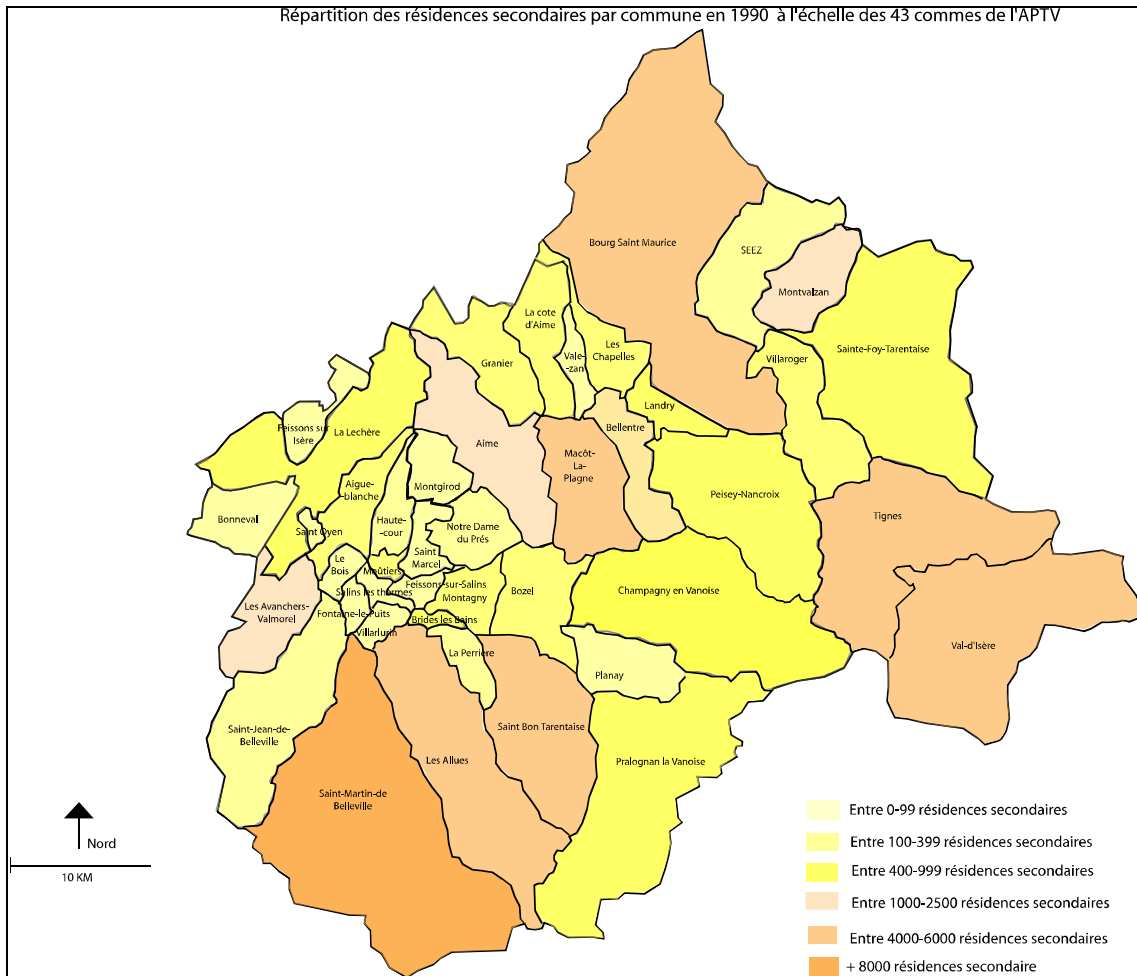 Répartition des résidences secondaires par commune en 1990 à l'échelle des 43 commes de l'APTV
Bourg Saint Maurice
SEEZ
Montvalzan
La cote
d'Aime
Les
Chapelles
Vale-
-zan
Granier
Villaroger
Sainte-Foy-Tarentaise
Landry
Bellentre
Feissons sur
Isère
La Lechère
Aime
Macôt-
La-
Plagne
Aigue-
-blanche
Montgirod
Peisey-Nancroix
Bonneval
Haute-
-cour
Saint Oyen
Notre Dame
du Prés
Tignes
Le
Bois
Saint
Marcel
Moûtiers
Salins les thermes
Feissons-sur-Salins
Montagny
Bozel
Champagny en Vanoise
Les Avanchers-
Valmorel
Fontaine-le-Puits
Brides les Bains
Villarlurin
La Perrière
Val-d'Isère
Planay
Saint-Jean-de-
Belleville
Saint Bon Tarentaise
Les Allues
Pralognan la Vanoise
Saint-Martin-de
Belleville
Nord
10 KM
Entre 0-99 résidences secondaires
Entre 100-399 résidences secondaires
Entre 400-999 résidences secondaires
Entre 1000-2500 résidences secondaires
Entre 4000-6000 résidences secondaires
+ 8000 résidences secondaire